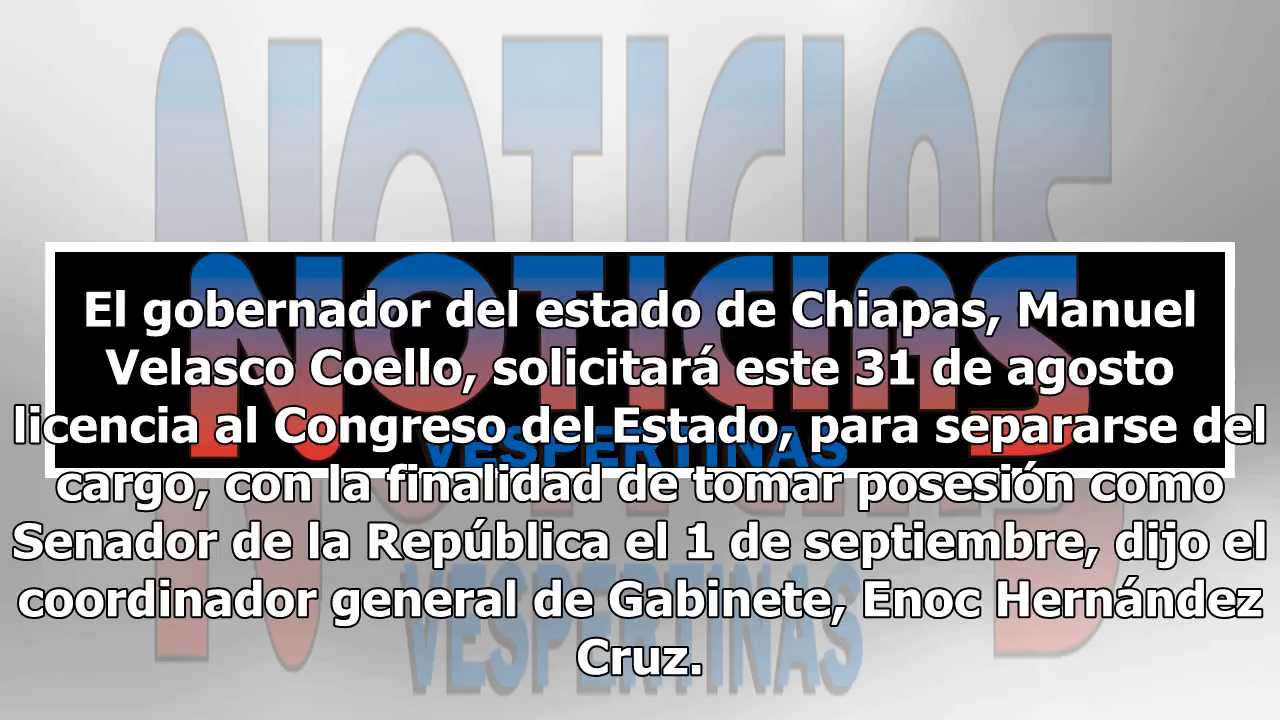 NOTICIAS
VESPERTINAS
NOTICIAS
VESPERTINAS
El gobernador del estado de Chiapas, Manuel
Velasco Coello, solicitará este 31 de agosto
licencia al Congreso del Estado, para separarse del
cargo, con la finalidad de tomar posesión como
Senador de la República el 1 de septiembre, dijo el
coordinador general de Gabinete, Enoc Hernández
Cruz.